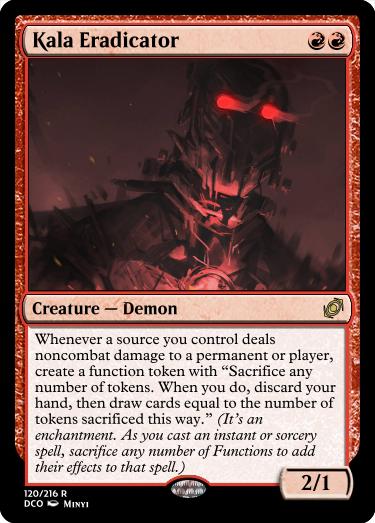 Kala Eradicator
Creature — Demon
Whenever a source you control deals
noncombat damage to a permanent or player,
create a function token with “Sacrifice any
number of tokens. When you do, discard your
hand, then draw cards equal to the number of
tokens sacrificed this way.” (It's an
enchantment. As you cast an instant or sorcery
spell, sacrifice any number of Functions to add
their effects to that spell.)
2/1
120/216 R
DCO Minyi